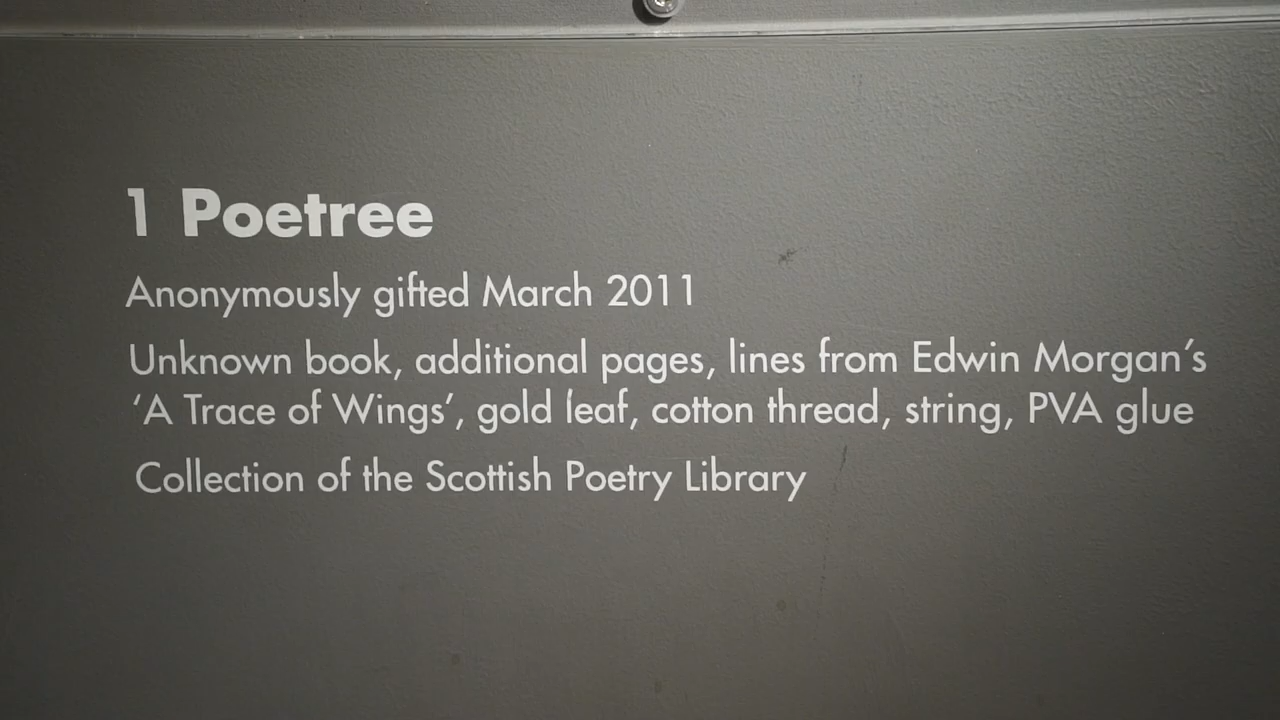 1 Poetree
Anonymously gifted March 2011
Unknown book, additional pages, lines from Edwin Morgan’s
‘A Trace of Wings’, gold leaf, cotton thread, string, PVA glue
Collection of the Scottish Poetry Library